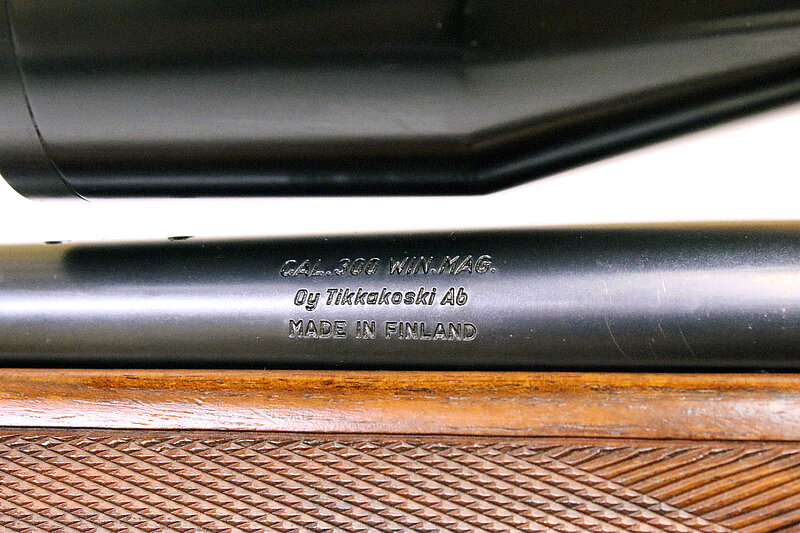 CAL.300 WIN.MAG.
Oy Tikkakoski Ab
MADE IN FINLAND